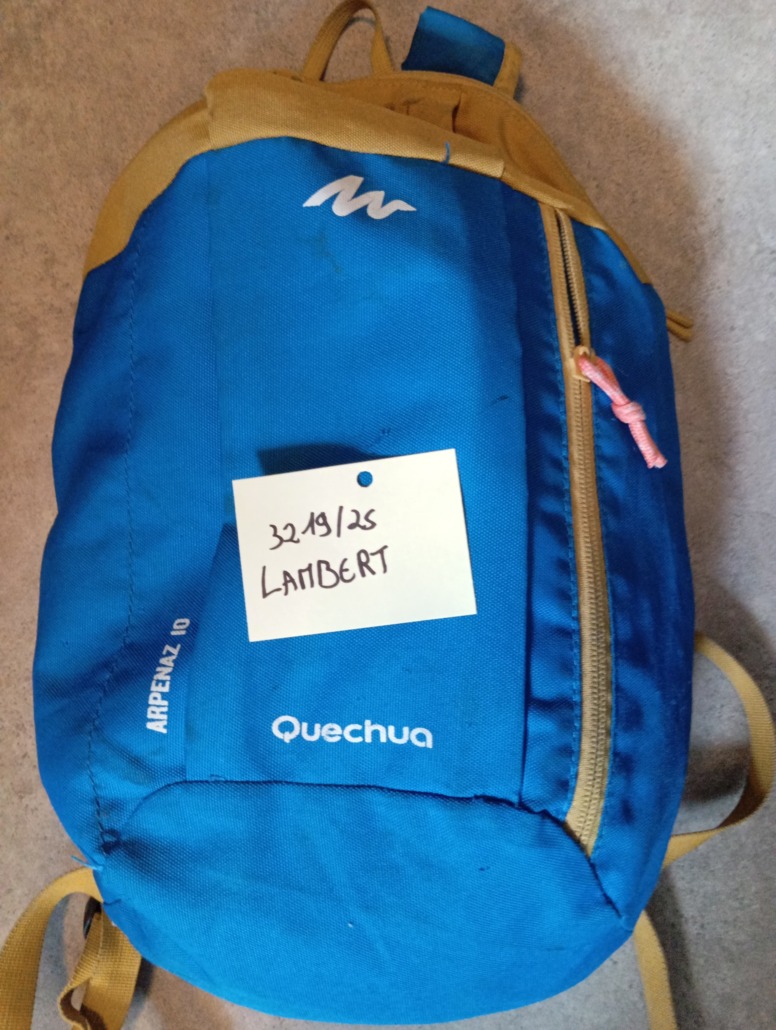 3219/25
LAMBERT
ARPENAZ 10
Quechua